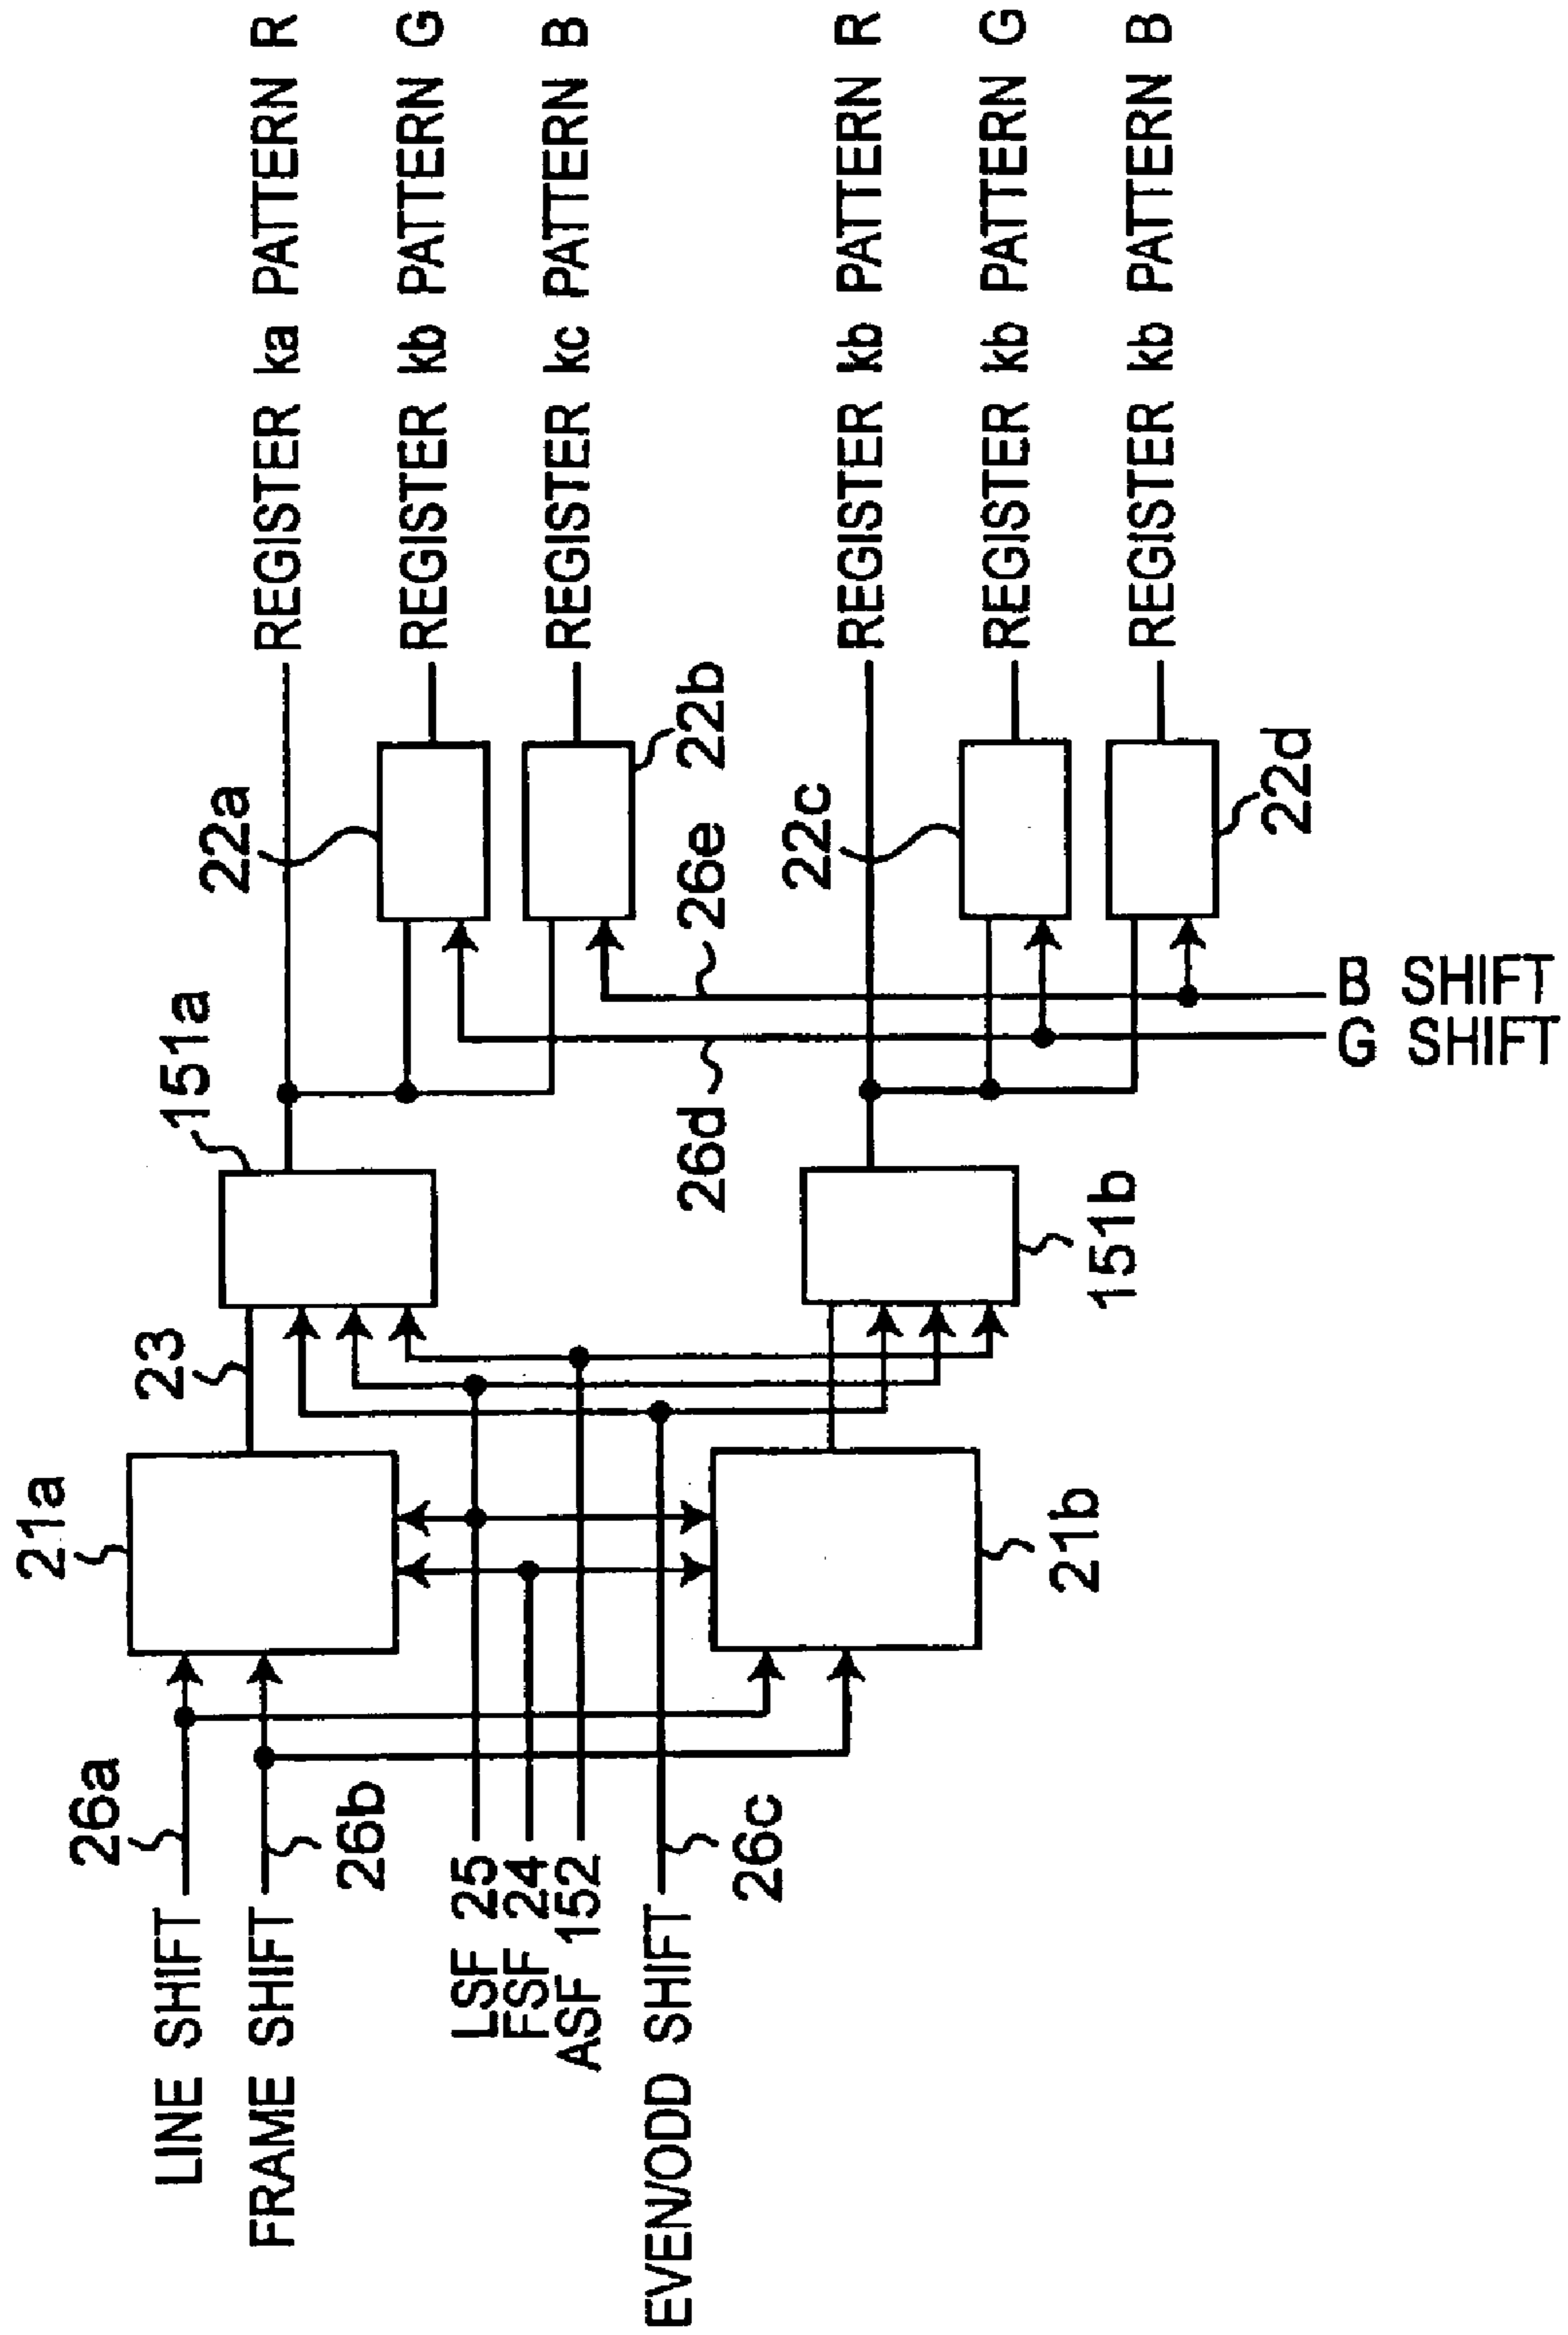 LINE SHIFT
26a
FRAME SHIFT
26b
LSF 25
FSF 24
ASF 152
EVEN/ODD SHIFT
26c
21a
21b
23
151a
151b
26d
26e
G SHIFT
B SHIFT
22a
22b
22c
22d
REGISTER ka PATTERN R
REGISTER kb PATTERN G
REGISTER kc PATTERN B
REGISTER kb PATTERN R
REGISTER kb PATTERN G
REGISTER kb PATTERN B